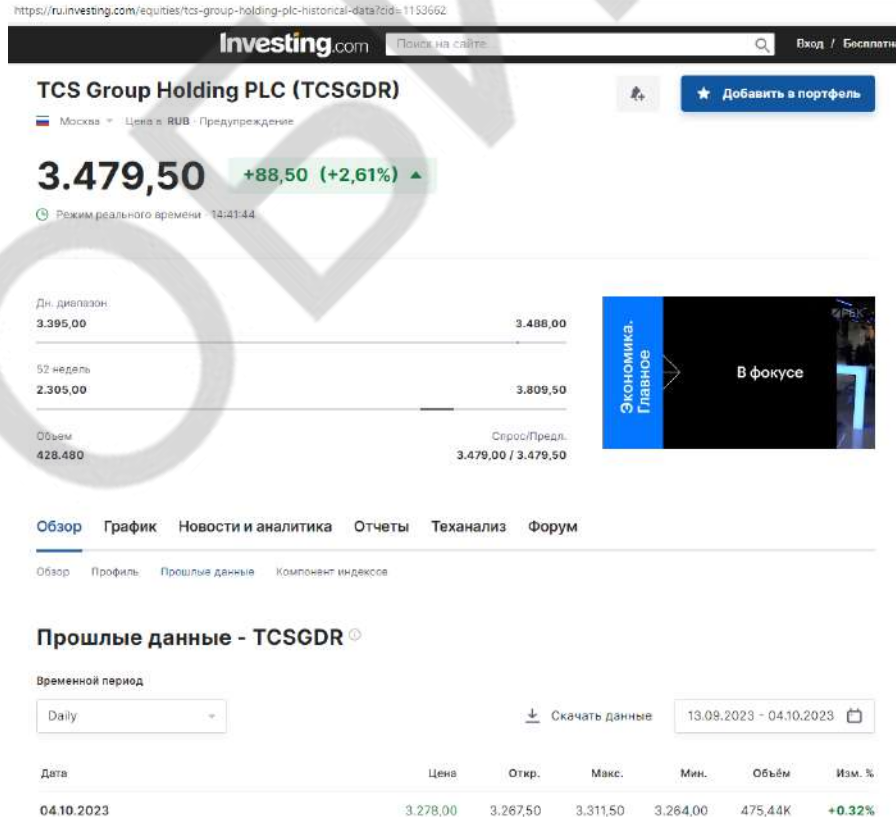 https://ru.investing.com/equities/tcs-group-holding-plc-historical-data?cid=1153662
Investing.com Поиск на сайте Вход / Бесплатн
TCS Group Holding PLC (TCSGDR)
Добавить в портфель
Москва Цена в RUB - Предупреждение
3.479,50 +88,50 (+2,61%)
Режим реального времени · 14:41:44
Дн. диапазон
3.395,00 3.488,00
52 недель
2.305,00 3.809,50
Объем Спрос/Предл.
428.480 3.479,00 / 3.479,50
Экономика.
Главное
В фокусе
РБК
Обзор График Новости и аналитика Отчеты Теханализ Форум
Обзор Профиль Прошлые данные Компонент индексов
Прошлые данные - TCSGDR
Временной период
Daily Скачать данные 13.09.2023 - 04.10.2023
Дата Цена Откр. Макс. Мин. Объём Изм. %
04.10.2023 3.278,00 3.267,50 3.311,50 3.264,00 475,44K +0.32%